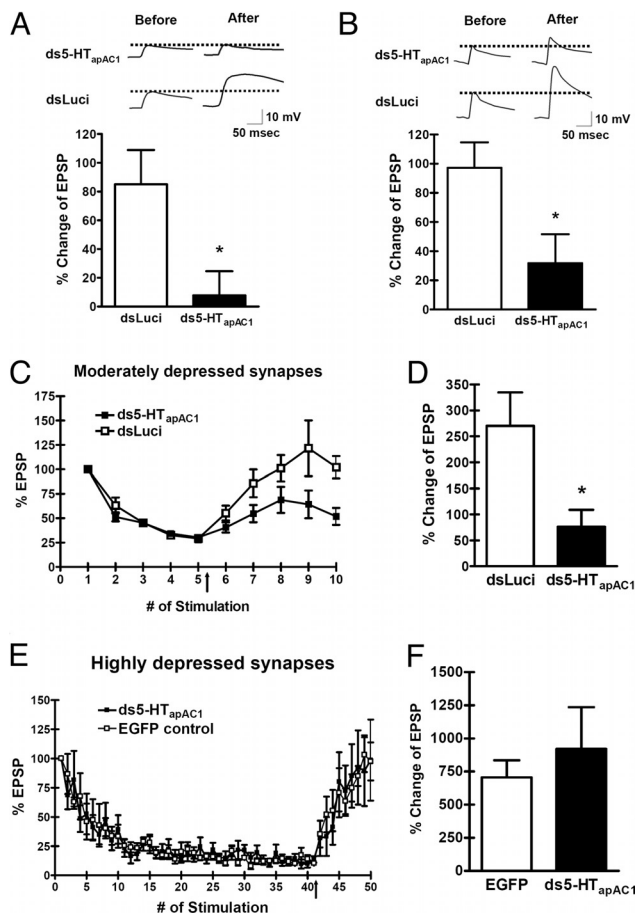 A
Before After
ds5-HTapAC1
dsLuci
10 mV
50 msec
% Change of EPSP
120
100
80
60
40
20
0
dsLuci ds5-HTapAC1
*
B
Before After
ds5-HTapAC1
dsLuci
10 mV
50 msec
% Change of EPSP
120
100
80
60
40
20
0
dsLuci ds5-HTapAC1
*
C
Moderately depressed synapses
ds5-HTapAC1
dsLuci
% EPSP
175
150
125
100
75
50
25
0
0 1 2 3 4 5 6 7 8 9 10
# of Stimulation
D
% Change of EPSP
350
300
250
200
150
100
50
0
*
dsLuci ds5-HTapAC1
E
Highly depressed synapses
ds5-HTapAC1
EGFP control
% EPSP
150
125
100
75
50
25
0
0 5 10 15 20 25 30 35 40 45 50
# of Stimulation
F
% Change of EPSP
1500
1250
1000
750
500
250
0
EGFP ds5-HTapAC1